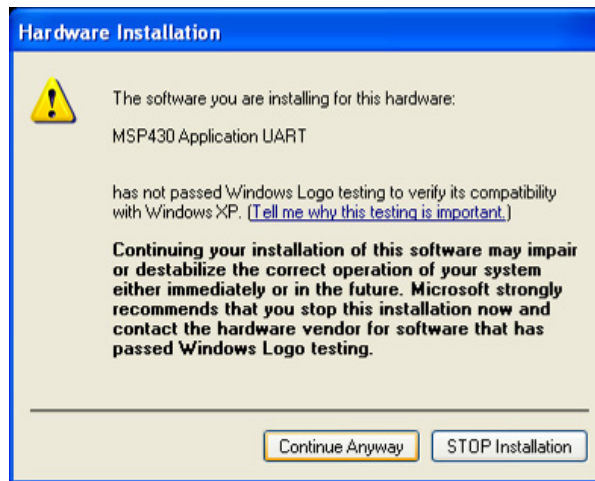 Hardware Installation
The software you are installing for this hardware:
MSP430 Application UART
has not passed Windows Logo testing to verify its compatibility
with Windows XP. (Tell me why this testing is important.)
Continuing your installation of this software may impair
or destabilize the correct operation of your system
either immediately or in the future. Microsoft strongly
recommends that you stop this installation now and
contact the hardware vendor for software that has
passed Windows Logo testing.
Continue Anyway
STOP Installation